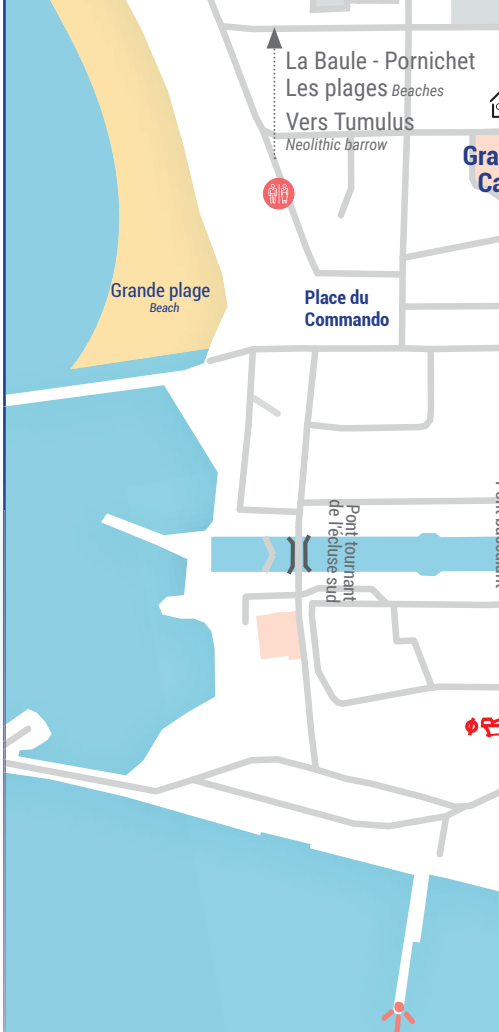 La Baule - Pornichet
Les plages Beaches
Vers Tumulus
Neolithic barrow
Grande plage
Beach
Place du
Commando
Pont tournant
de l'écluse sud